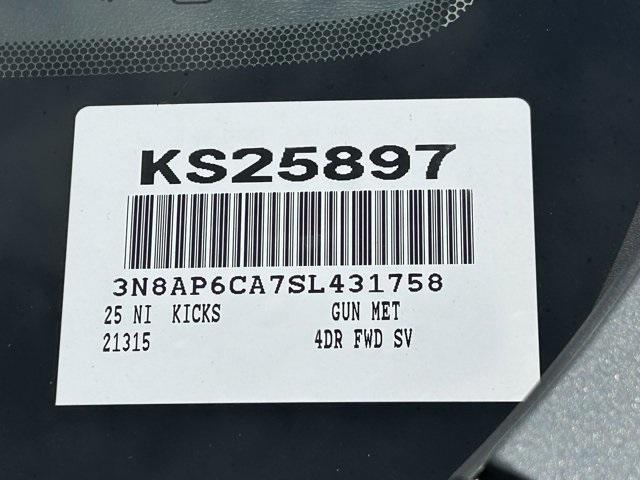 KS25897
3N8AP6CA7SL431758
25 NI KICKS GUN MET
21315 4DR FWD SV